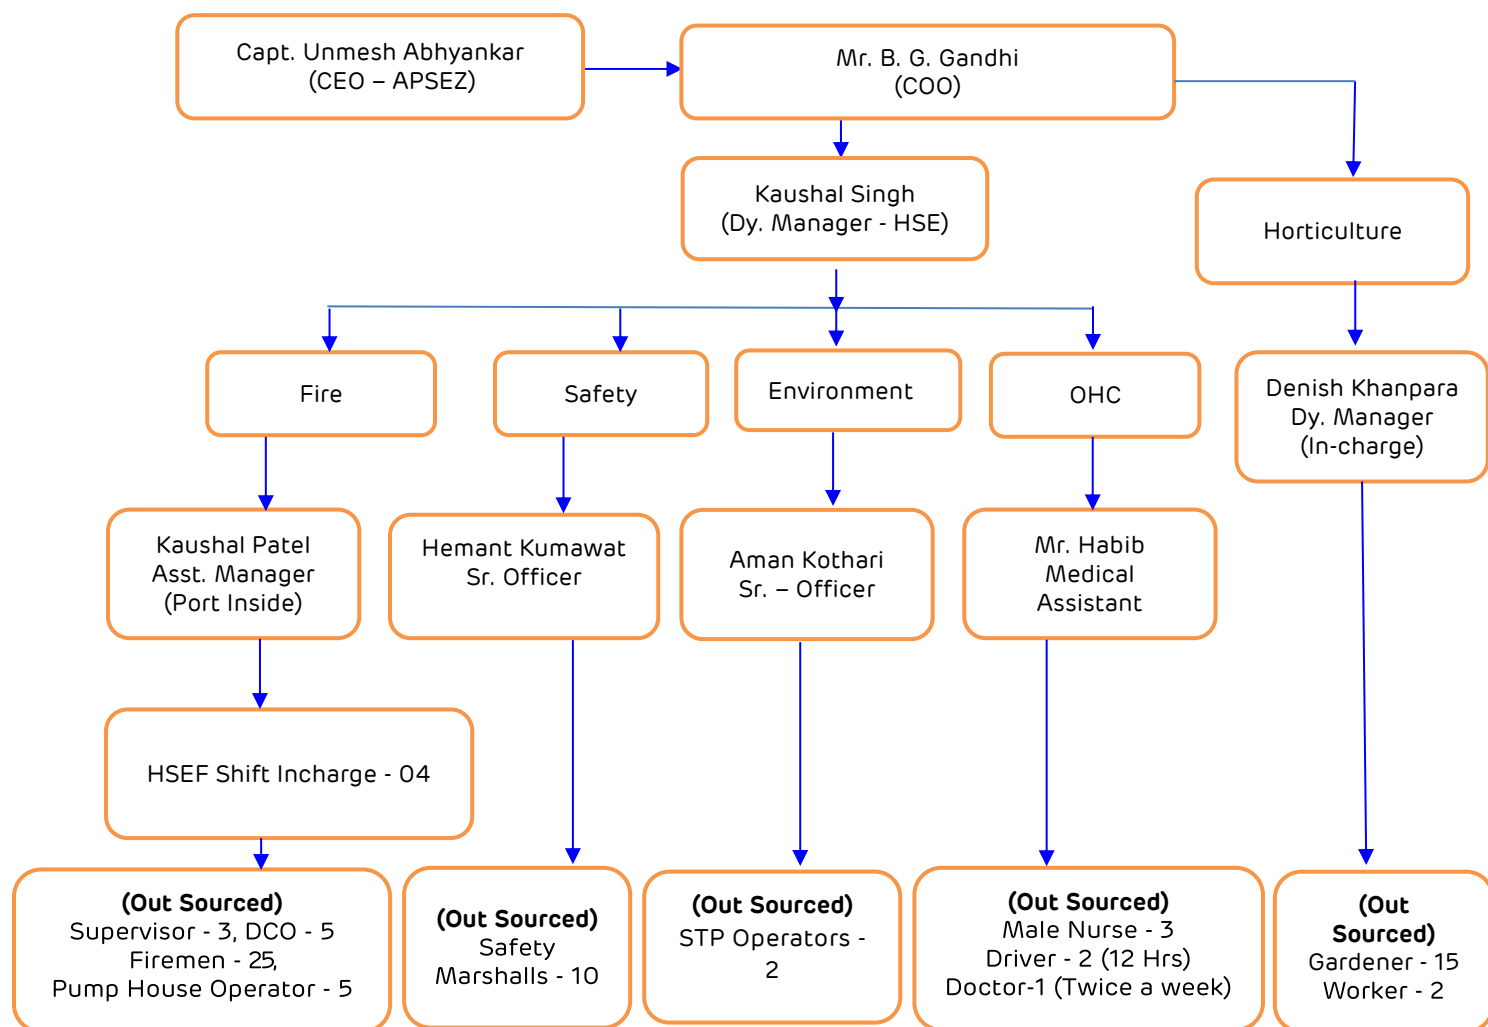 Capt. Unmesh Abhyankar
(CEO – APSEZ)
Mr. B. G. Gandhi
(COO)
Kaushal Singh
(Dy. Manager - HSE)
Horticulture
Fire
Safety
Environment
OHC
Denish Khanpara
Dy. Manager
(In-charge)
Kaushal Patel
Asst. Manager
(Port Inside)
Hemant Kumawat
Sr. Officer
Aman Kothari
Sr. – Officer
Mr. Habib
Medical
Assistant
HSEF Shift Incharge - 04
(Out Sourced)
Supervisor - 3, DCO - 5
Firemen - 25,
Pump House Operator - 5
(Out Sourced)
Safety
Marshalls - 10
(Out Sourced)
STP Operators -
2
(Out Sourced)
Male Nurse - 3
Driver - 2 (12 Hrs)
Doctor-1 (Twice a week)
(Out
Sourced)
Gardener - 15
Worker - 2